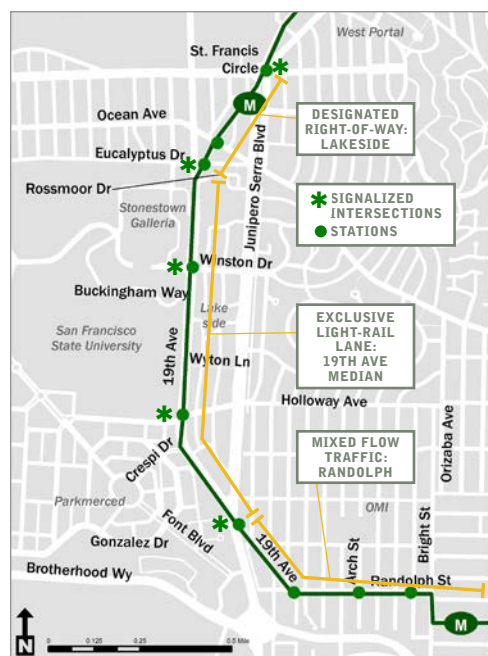 West Portal
St. Francis
Circle
M
Ocean Ave
DESIGNATED
RIGHT-OF-WAY:
LAKESIDE
Eucalyptus Dr
Rossmoor Dr
Junipero Serra Blvd
SIGNALIZED
INTERSECTIONS
STATIONS
Stonestown
Galleria
Winston Dr
Buckingham Way
Lake
side
EXCLUSIVE
LIGHT-RAIL
LANE:
19TH AVE
MEDIAN
San Francisco
State University
19th Ave
Wyton Ln
Holloway Ave
Orizaba Ave
Crespi Dr
MIXED FLOW
TRAFFIC:
RANDOLPH
Parkmerced
OMI
Font Blvd
Gonzalez Dr
19th Ave
Arch St
Bright St
Brotherhood Wy
Randolph St
M
N
0 0.125 0.25 0.5 Mile